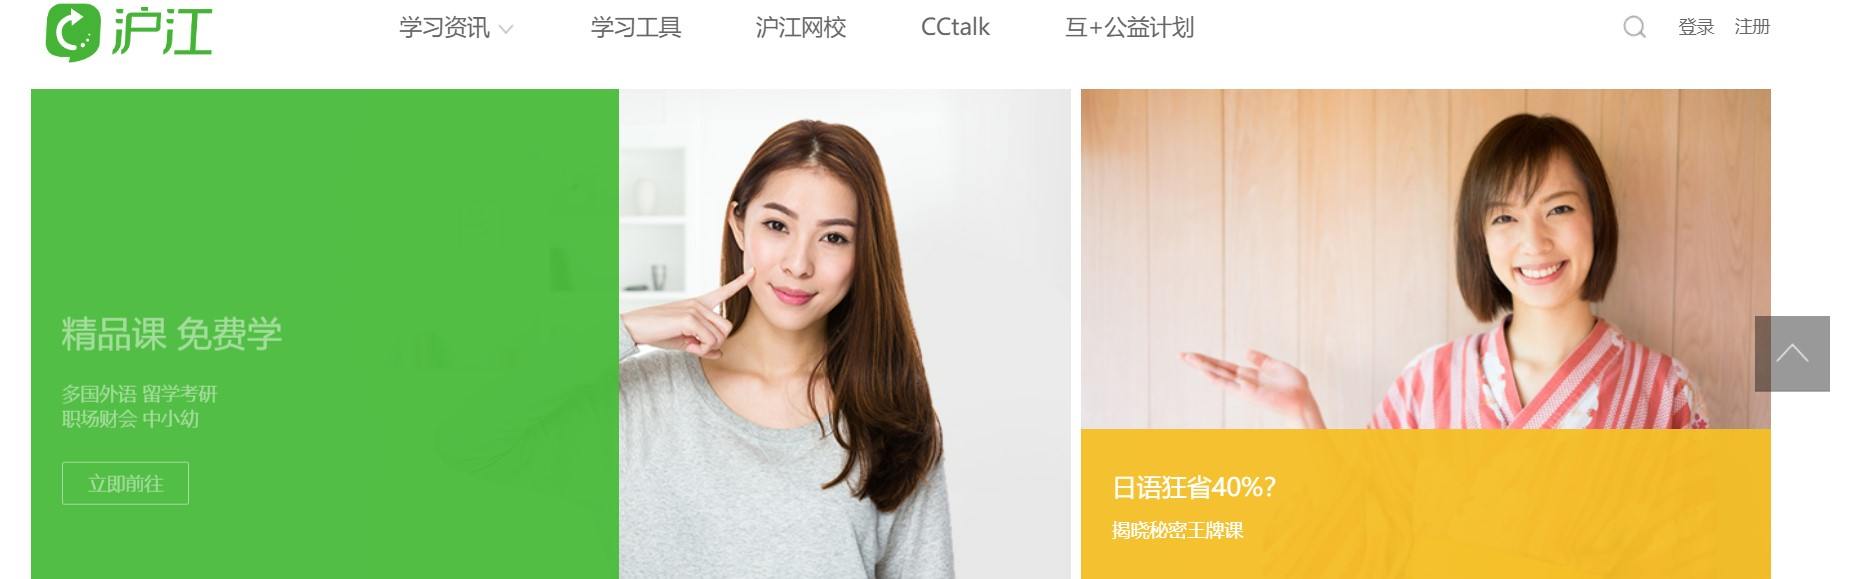 沪江
学习资讯
学习工具
沪江网校
CCtalk
互+公益计划
登录
注册
精品课 免费学
多国外语 留学考研
职场财会 中小幼
立即前往
日语狂省40%?
揭晓秘密王牌课